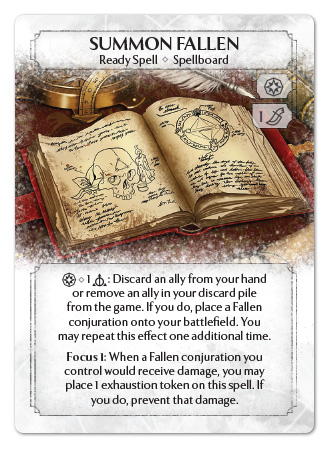 SUMMON FALLEN
Ready Spell ◇ Spellboard
1
1 : Discard an ally from your hand
or remove an ally in your discard pile
from the game. If you do, place a Fallen
conjuration onto your battlefield. You
may repeat this effect one additional time.
Focus 1: When a Fallen conjuration you
control would receive damage, you may
place 1 exhaustion token on this spell. If
you do, prevent that damage.